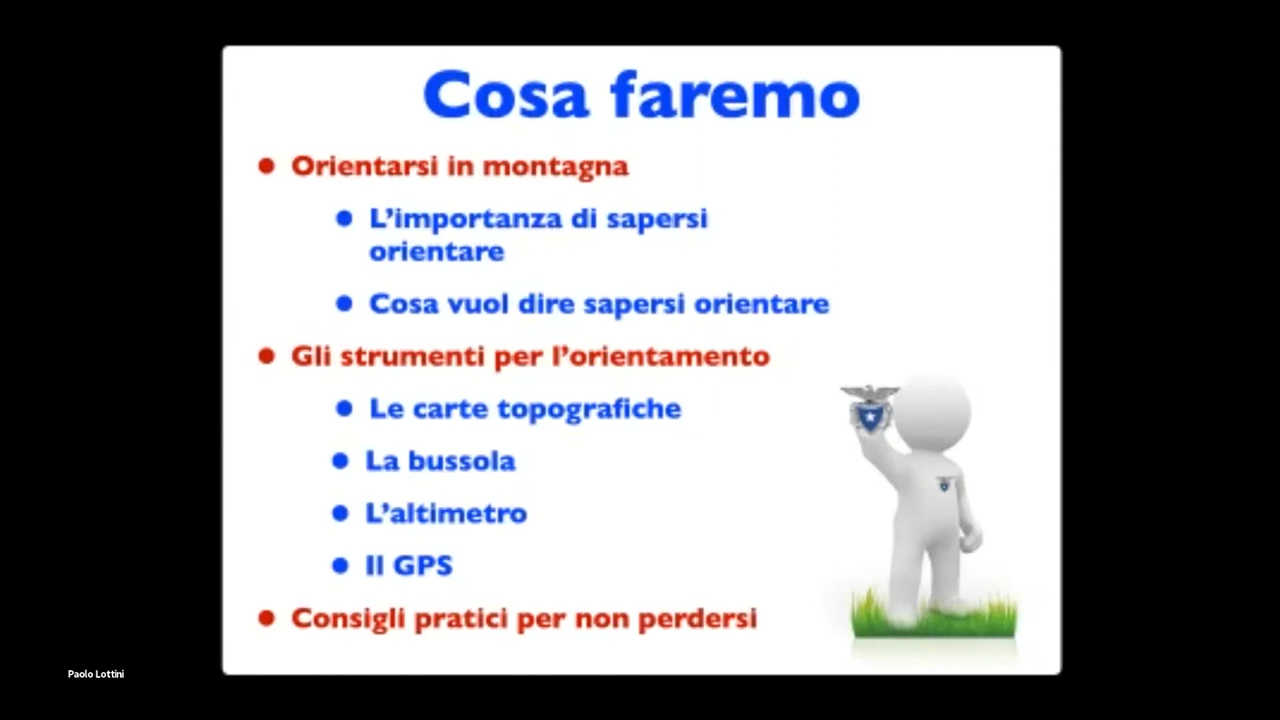 Cosa faremo
Orientarsi in montagna
L'importanza di sapersi
orientare
Cosa vuol dire sapersi orientare
Gli strumenti per l'orientamento
Le carte topografiche
La bussola
L'altimetro
Il GPS
Consigli pratici per non perdersi
Paolo Lottini